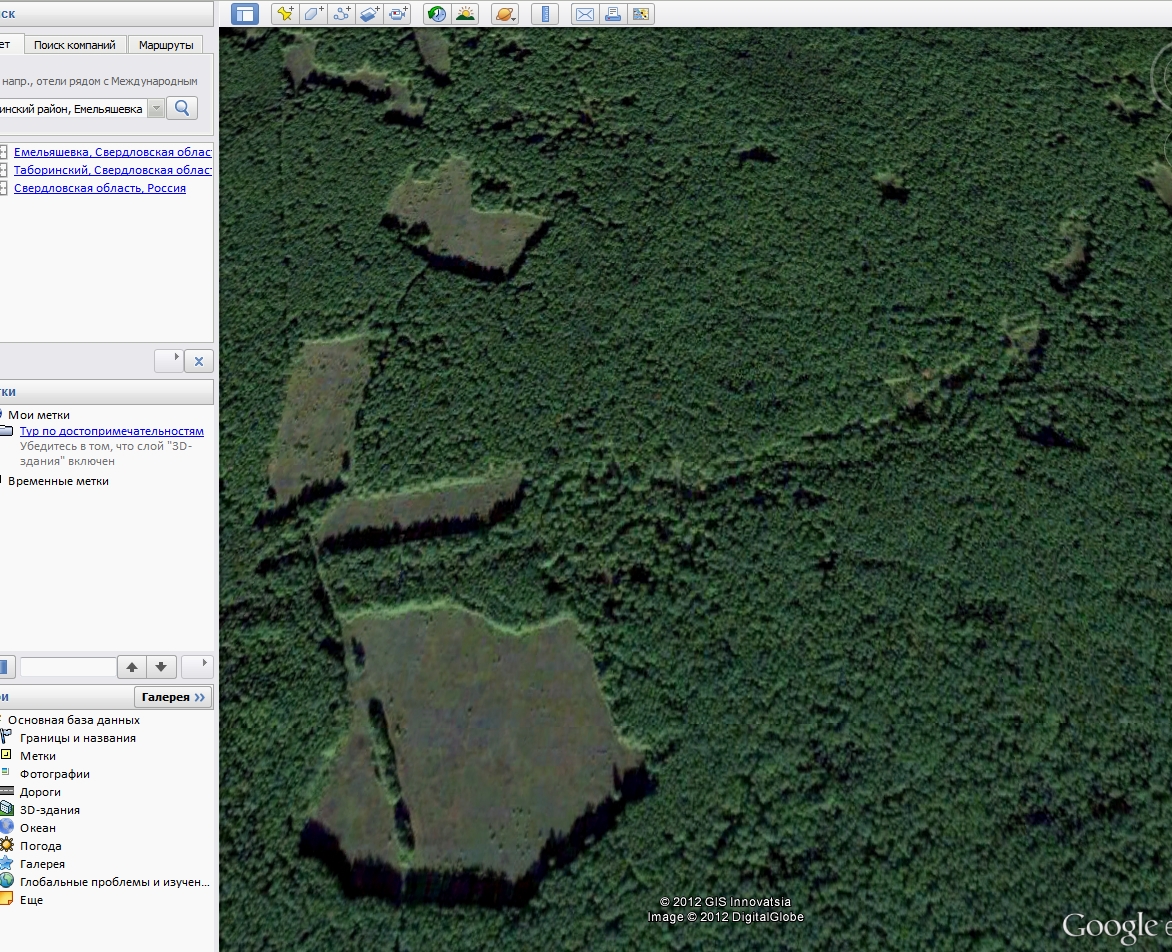 ск
ет
Поиск компаний
Маршруты
напр., отели рядом с Международным
инский район, Емельяшевка
Емельяшевка, Свердловская облас
Таборинский, Свердловская облас
Свердловская область, Россия
ки
Мои метки
Тур по достопримечательностям
Убедитесь в том, что слой "3D-
здания" включен
Временные метки
и
Галерея >>
Основная база данных
Границы и названия
Метки
Фотографии
Дороги
3D-здания
Океан
Погода
Галерея
Глобальные проблемы и изучен...
Еще
© 2012 GIS Innovatsia
Image © 2012 DigitalGlobe
Google e